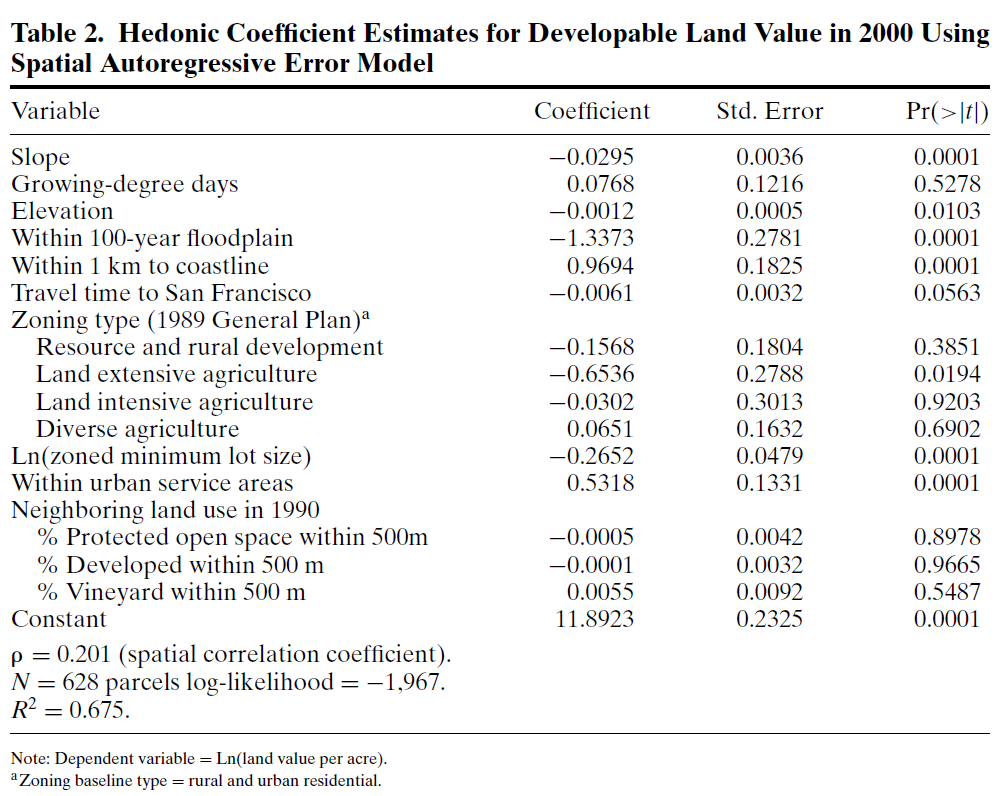 Table 2. Hedonic Coefficient Estimates for Developable Land Value in 2000 Using
Spatial Autoregressive Error Model
Variable Coefficient Std. Error Pr(>|t|)
Slope −0.0295 0.0036 0.0001
Growing-degree days 0.0768 0.1216 0.5278
Elevation −0.0012 0.0005 0.0103
Within 100-year floodplain −1.3373 0.2781 0.0001
Within 1 km to coastline 0.9694 0.1825 0.0001
Travel time to San Francisco −0.0061 0.0032 0.0563
Zoning type (1989 General Plan)ᵃ
Resource and rural development −0.1568 0.1804 0.3851
Land extensive agriculture −0.6536 0.2788 0.0194
Land intensive agriculture −0.0302 0.3013 0.9203
Diverse agriculture 0.0651 0.1632 0.6902
Ln(zoned minimum lot size) −0.2652 0.0479 0.0001
Within urban service areas 0.5318 0.1331 0.0001
Neighboring land use in 1990
% Protected open space within 500m −0.0005 0.0042 0.8978
% Developed within 500 m −0.0001 0.0032 0.9665
% Vineyard within 500 m 0.0055 0.0092 0.5487
Constant 11.8923 0.2325 0.0001
ρ = 0.201 (spatial correlation coefficient).
N = 628 parcels log-likelihood = −1,967.
R² = 0.675.
Note: Dependent variable = Ln(land value per acre).
ᵃ Zoning baseline type = rural and urban residential.